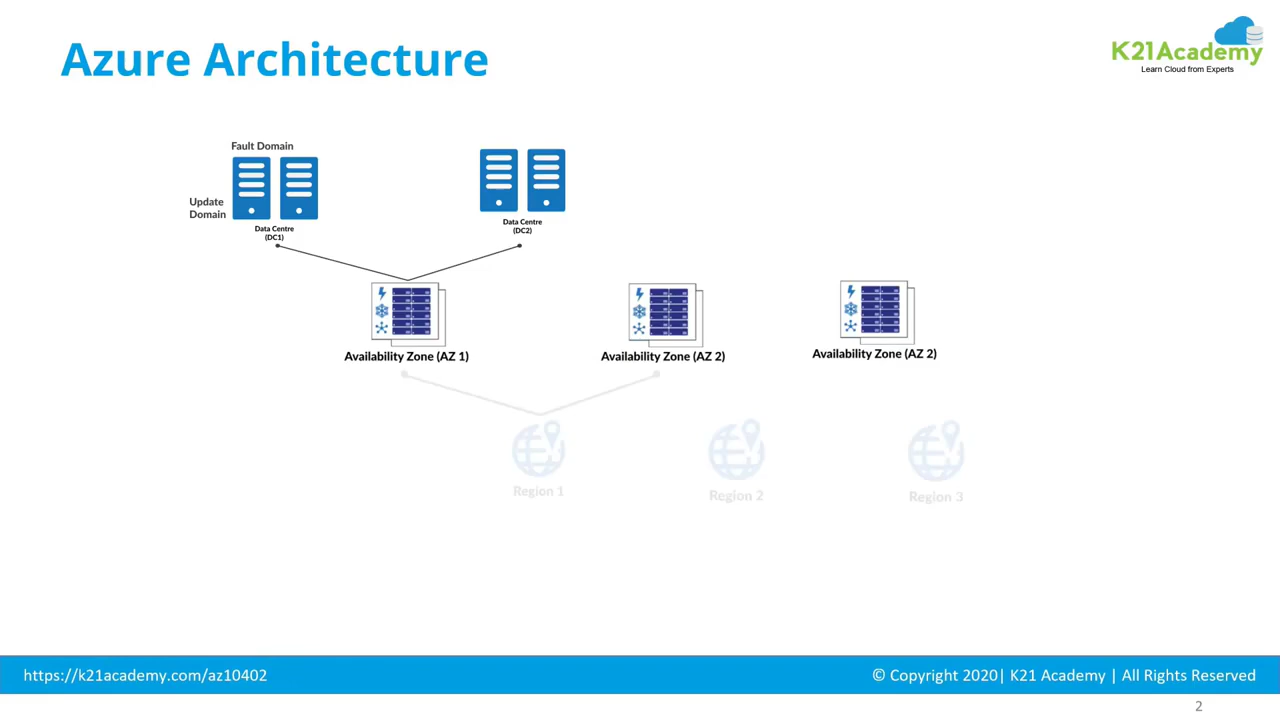 Azure Architecture
K21Academy
Learn Cloud from Experts
Fault Domain
Update
Domain
Data Centre
(DC1)
Data Centre
(DC2)
Availability Zone (AZ 1)
Availability Zone (AZ 2)
Availability Zone (AZ 2)
Region 1
Region 2
Region 3
https://k21academy.com/az10402
© Copyright 2020| K21 Academy | All Rights Reserved
2